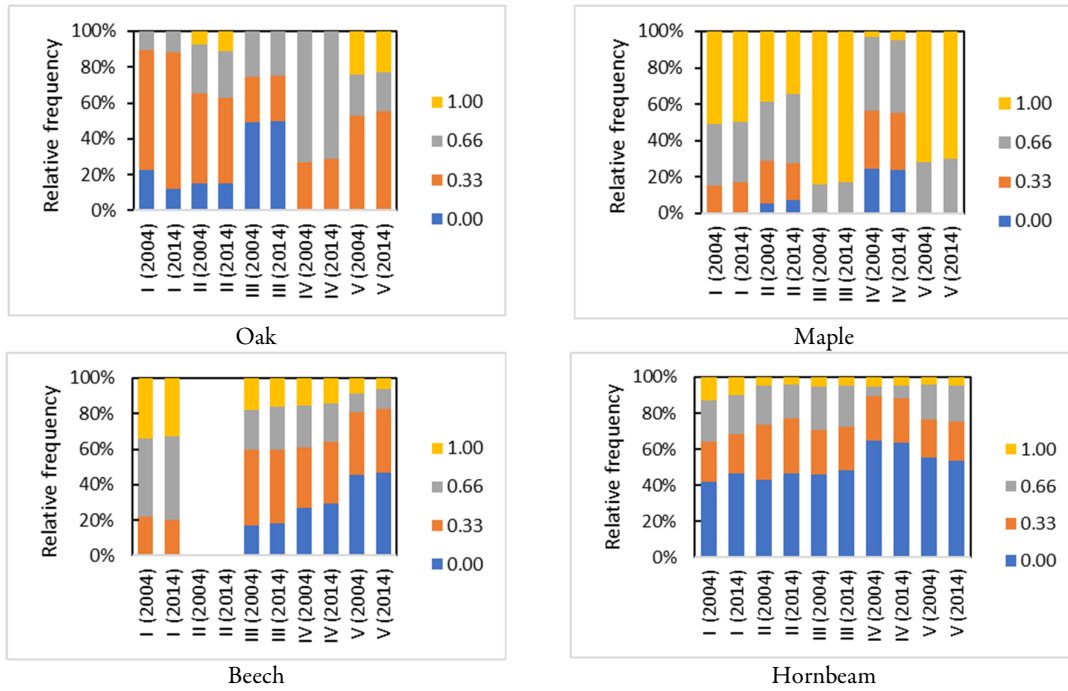 Relative frequency
100%
80%
60%
40%
20%
0%
I (2004)
I (2014)
II (2004)
II (2014)
III (2004)
III (2014)
IV (2004)
IV (2014)
V (2004)
V (2014)
1.00
0.66
0.33
0.00
Oak
Relative frequency
100%
80%
60%
40%
20%
0%
I (2004)
I (2014)
II (2004)
II (2014)
III (2004)
III (2014)
IV (2004)
IV (2014)
V (2004)
V (2014)
1.00
0.66
0.33
0.00
Maple
Relative frequency
100%
80%
60%
40%
20%
0%
I (2004)
I (2014)
II (2004)
II (2014)
III (2004)
III (2014)
IV (2004)
IV (2014)
V (2004)
V (2014)
1.00
0.66
0.33
0.00
Beech
Relative frequency
100%
80%
60%
40%
20%
0%
I (2004)
I (2014)
II (2004)
II (2014)
III (2004)
III (2014)
IV (2004)
IV (2014)
V (2004)
V (2014)
1.00
0.66
0.33
0.00
Hornbeam